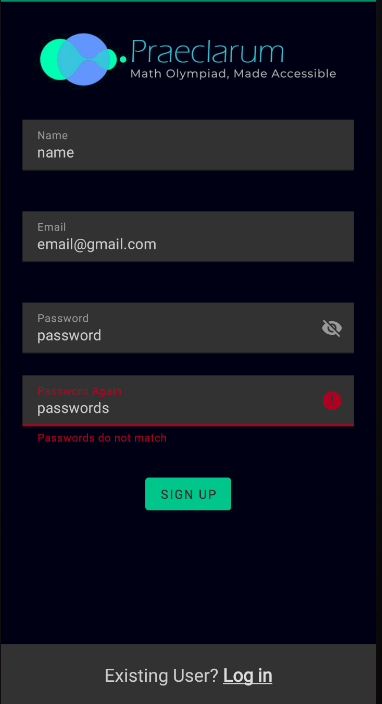 Praeclarum
Math Olympiad, Made Accessible
Name
name
Email
email@gmail.com
Password
password
Password Again
passwords
Passwords do not match
SIGN UP
Existing User? Log in